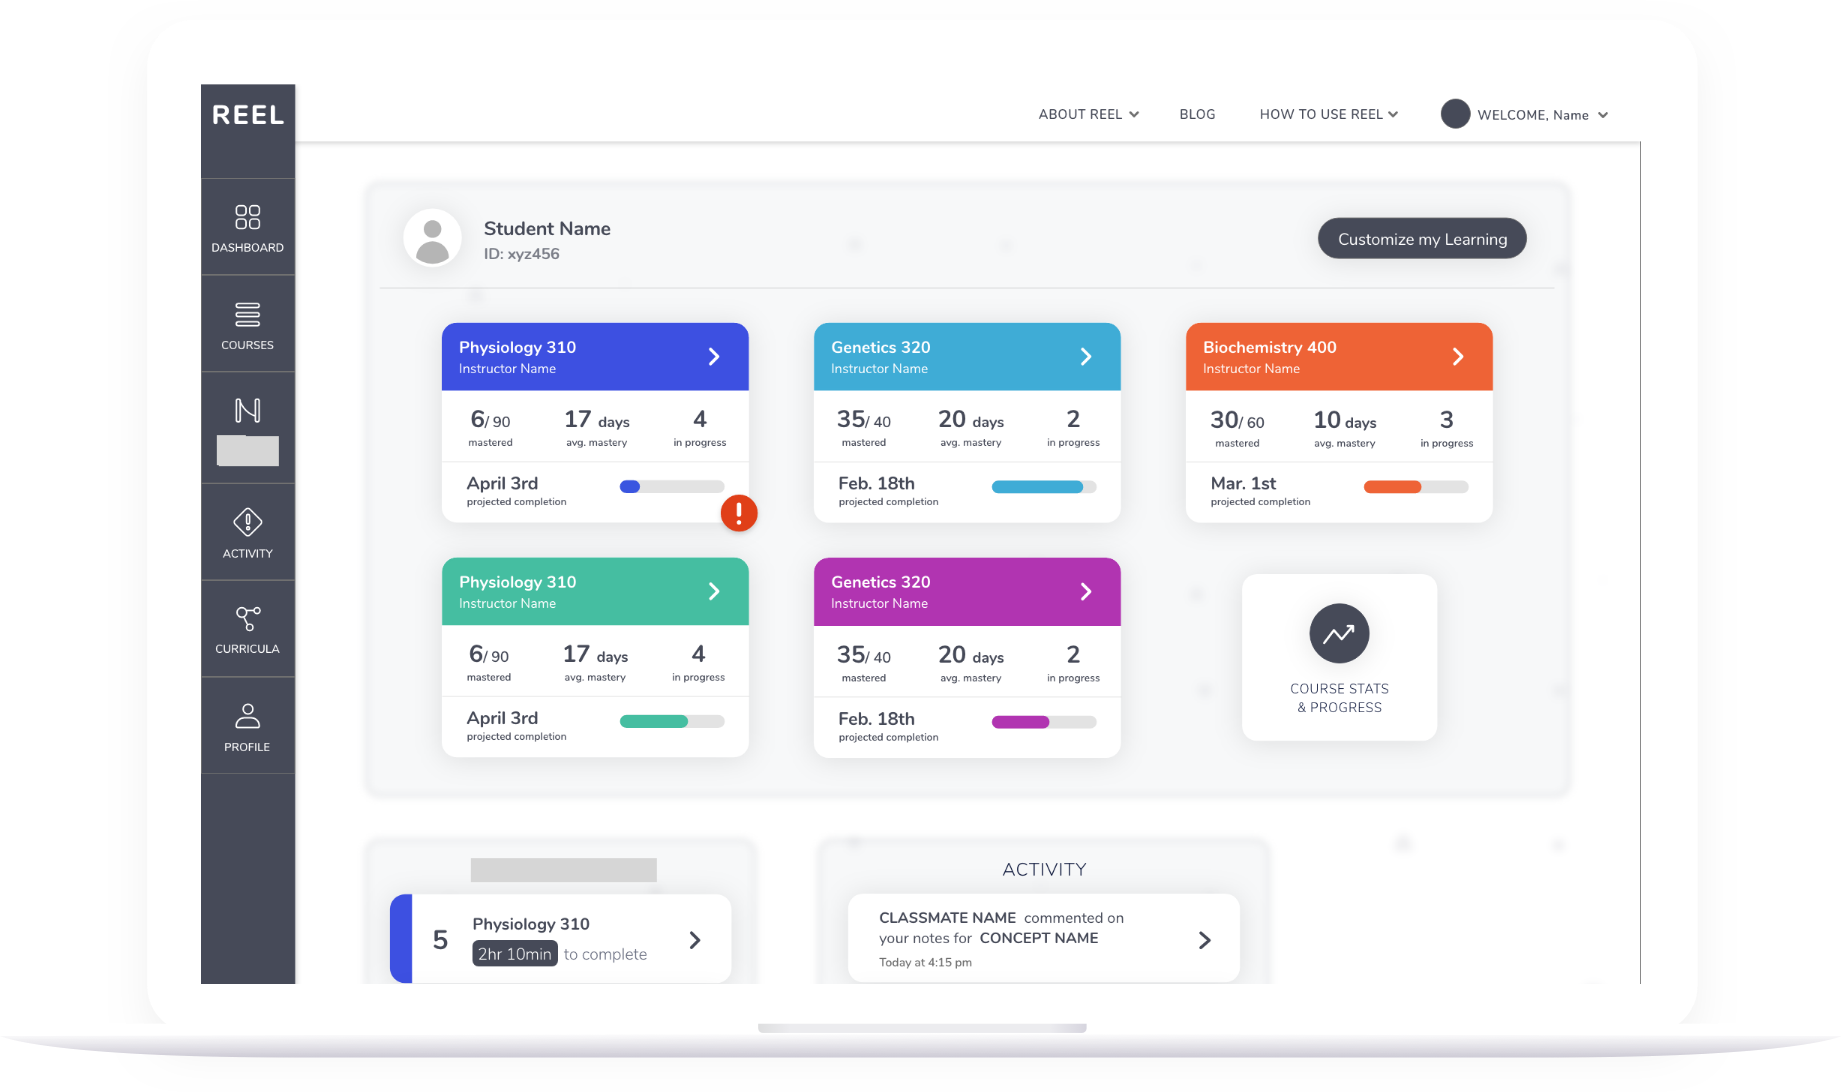 REEL
ABOUT REEL
BLOG
HOW TO USE REEL
WELCOME, Name
DASHBOARD
COURSES
ACTIVITY
CURRICULA
PROFILE
Student Name
ID: xyz456
Customize my Learning
Physiology 310
Instructor Name
6/ 90 17 days 4
mastered avg. mastery in progress
April 3rd
projected completion
Genetics 320
Instructor Name
35/ 40 20 days 2
mastered avg. mastery in progress
Feb. 18th
projected completion
Biochemistry 400
Instructor Name
30/ 60 10 days 3
mastered avg. mastery in progress
Mar. 1st
projected completion
Physiology 310
Instructor Name
6/ 90 17 days 4
mastered avg. mastery in progress
April 3rd
projected completion
Genetics 320
Instructor Name
35/ 40 20 days 2
mastered avg. mastery in progress
Feb. 18th
projected completion
COURSE STATS
& PROGRESS
5
Physiology 310
2hr 10min to complete
ACTIVITY
CLASSMATE NAME commented on
your notes for CONCEPT NAME
Today at 4:15 pm